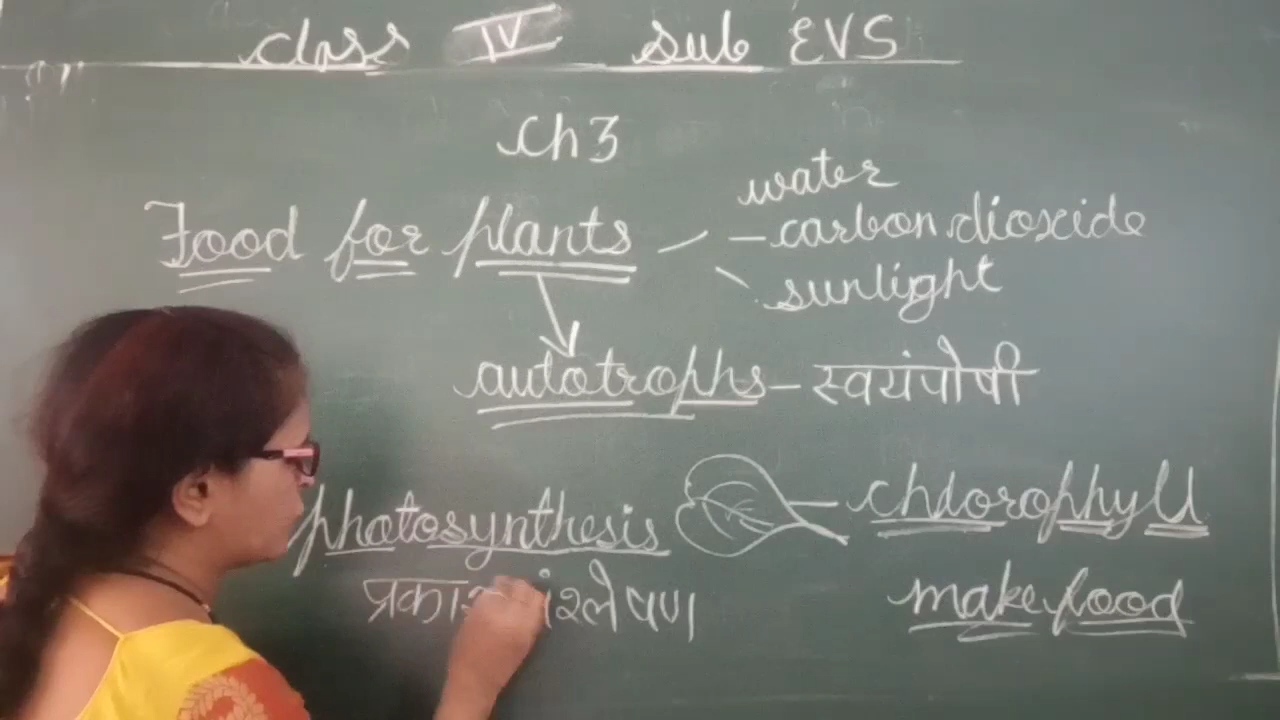 class IV sub EVS
Ch 3
Food for plants
water
carbon dioxide
sunlight
autotrophs - स्वयंपोषी
photosynthesis
chlorophyll
make food